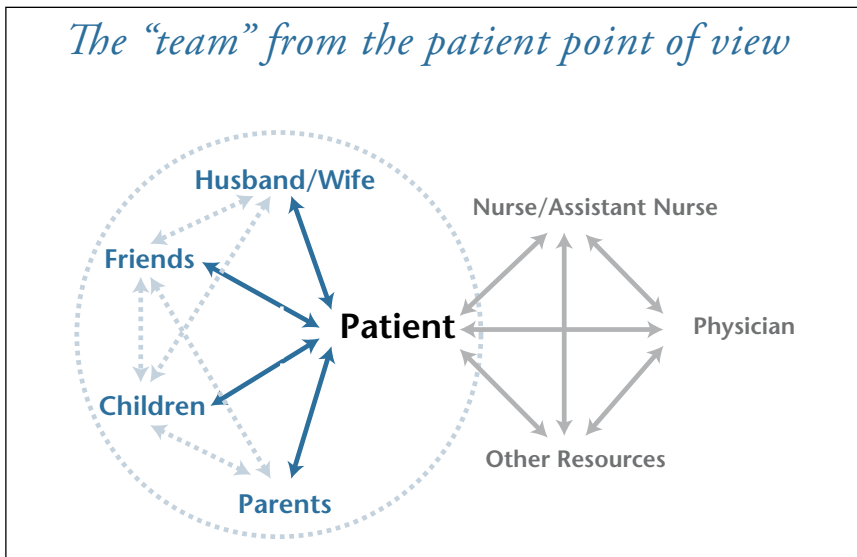 The “team” from the patient point of view
Husband/Wife
Nurse/Assistant Nurse
Friends
Patient
Physician
Children
Other Resources
Parents